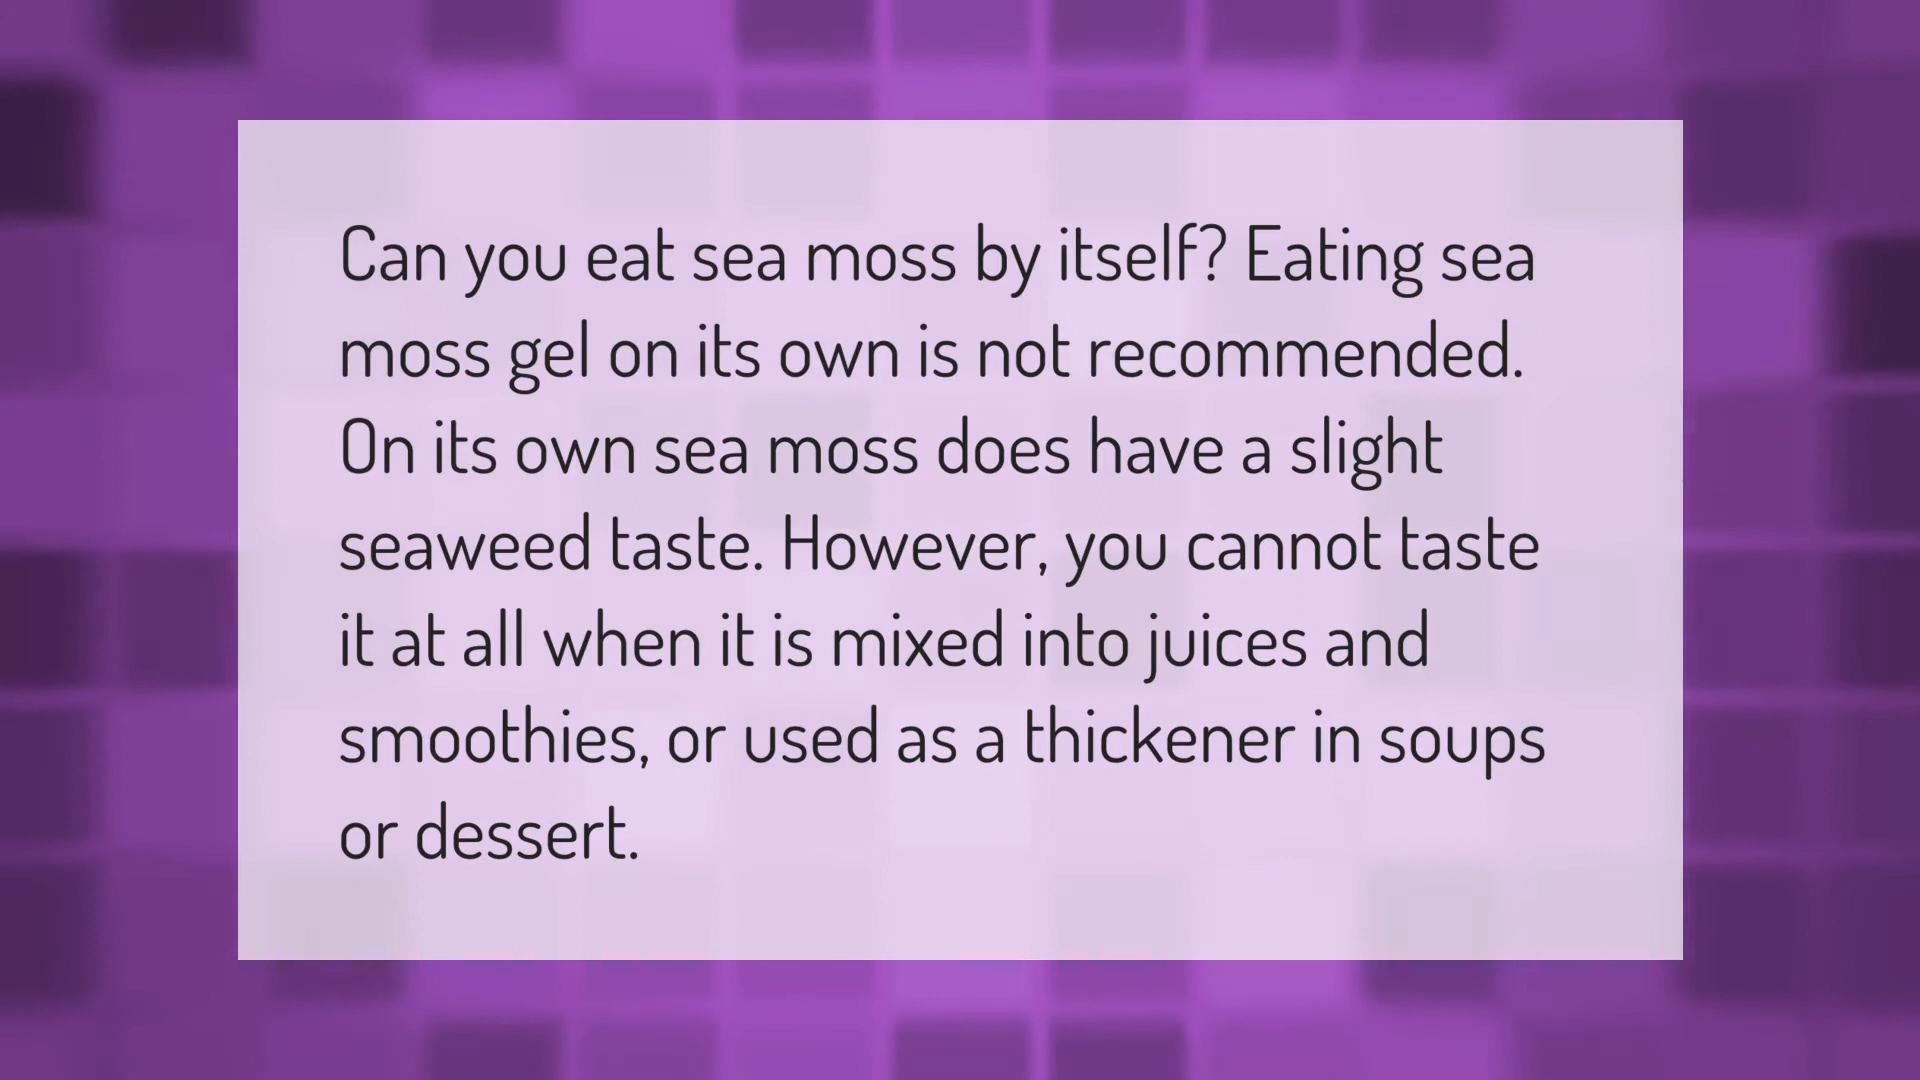 Can you eat sea moss by itself? Eating sea
moss gel on its own is not recommended.
On its own sea moss does have a slight
seaweed taste. However, you cannot taste
it at all when it is mixed into juices and
smoothies, or used as a thickener in soups
or dessert.